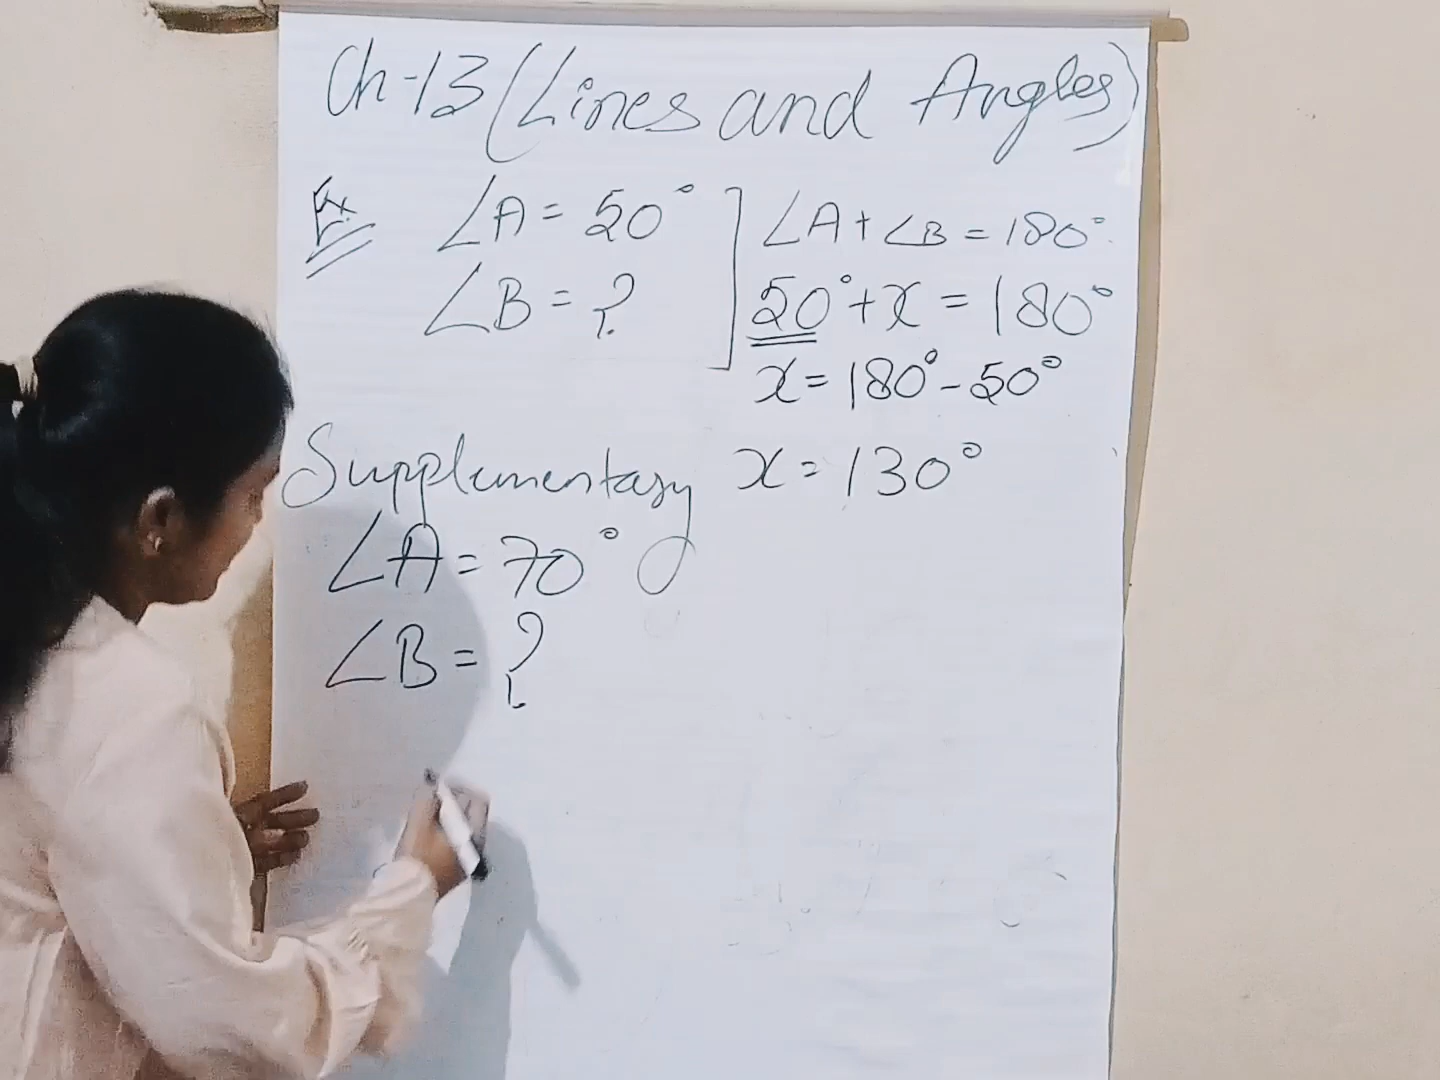 Ch-13 (Lines and Angles)
Ex
∠A = 50°
∠B = ?
∠A + ∠B = 180°
50° + x = 180°
x = 180° - 50°
x = 130°
Supplementary
∠A = 70°
∠B = ?